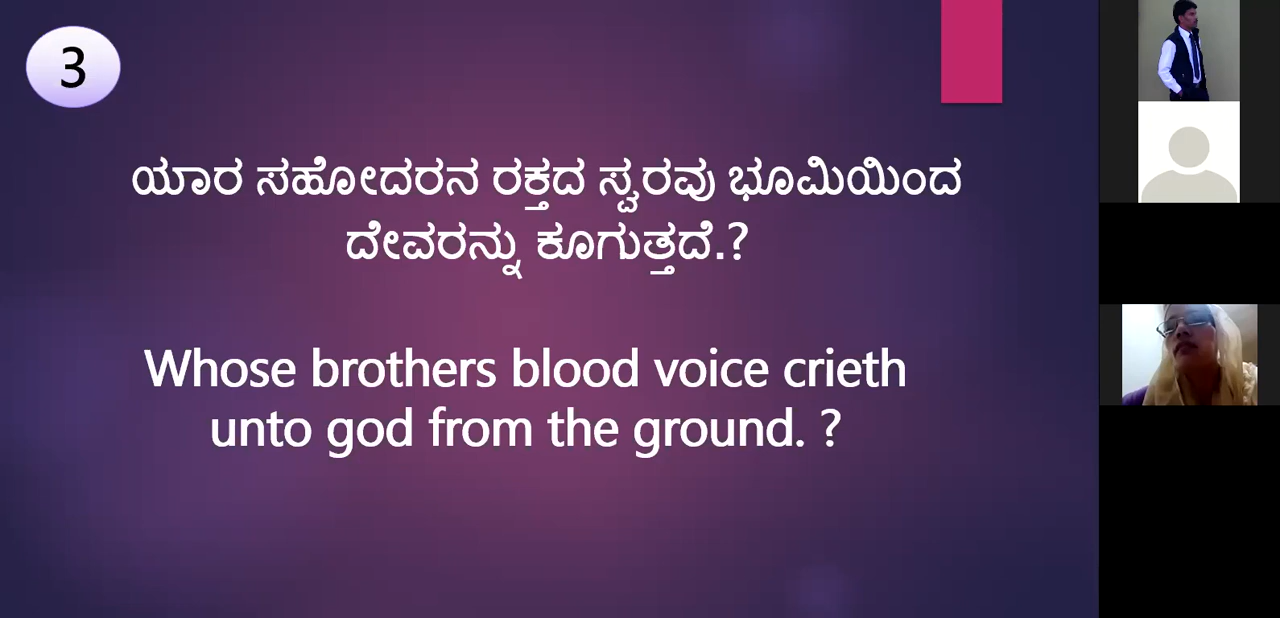 3
ಯಾರ ಸಹೋದರನ ರಕ್ತದ ಸ್ವರವು ಭೂಮಿಯಿಂದ
ದೇವರನ್ನು ಕೂಗುತ್ತದೆ.?
Whose brothers blood voice crieth
unto god from the ground. ?